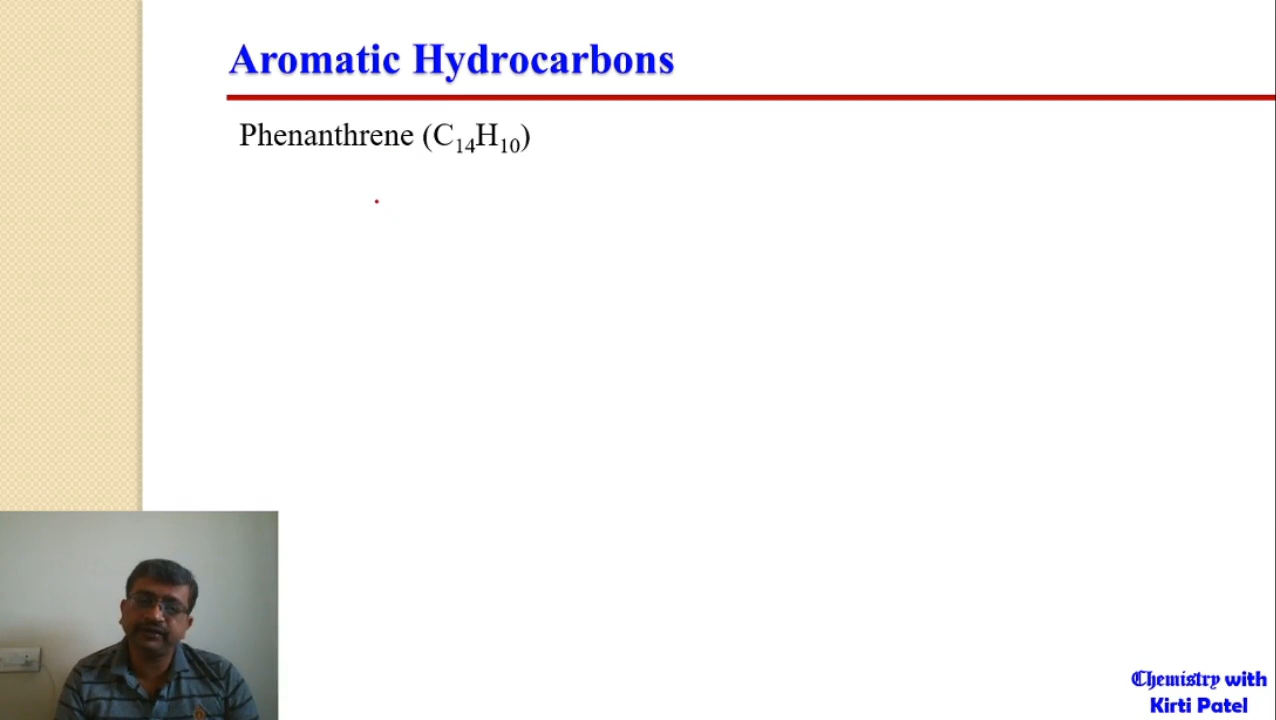 Aromatic Hydrocarbons
Phenanthrene (C₁₄H₁₀)
Chemistry with
Kirti Patel